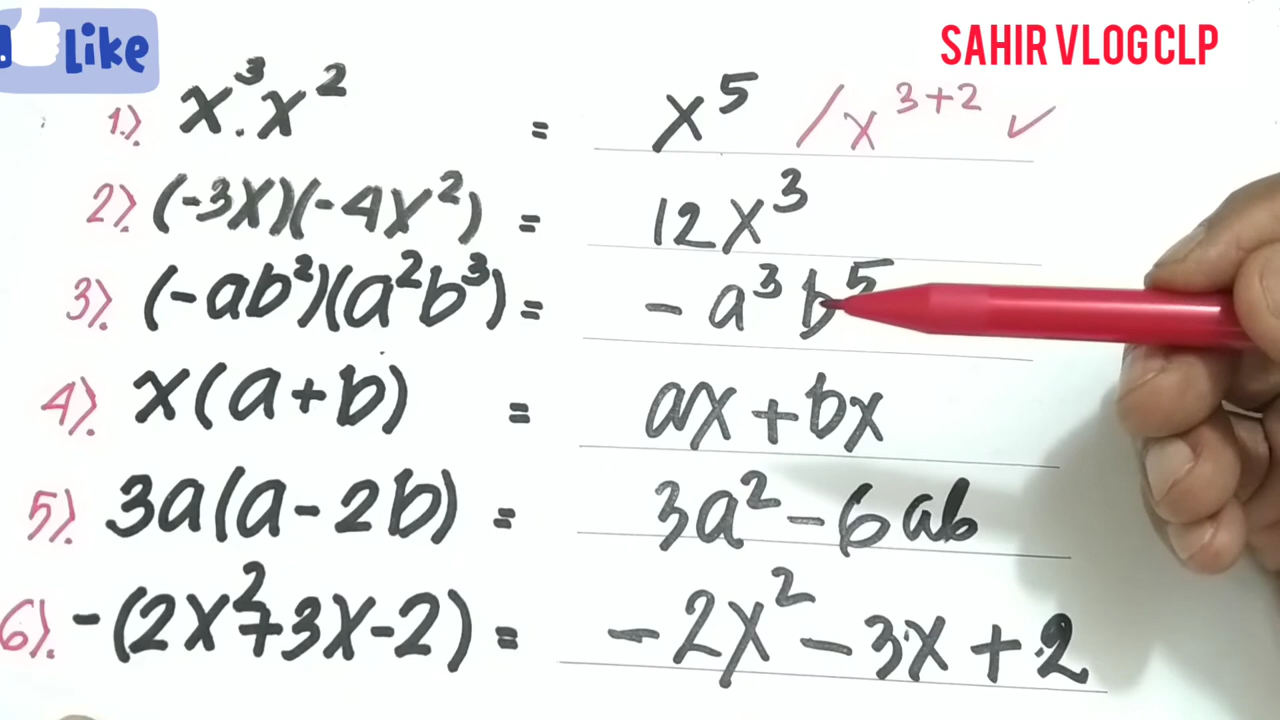 Like
SAHIR VLOG CLP
1). x³.x² = x⁵ / x³⁺² ✓
2). (-3x)(-4x²) = 12x³
3). (-ab²)(a²b³) = -a³b⁵
4). x(a+b) = ax+bx
5). 3a(a-2b) = 3a²-6ab
6). -(2x²+3x-2) = -2x²-3x+2